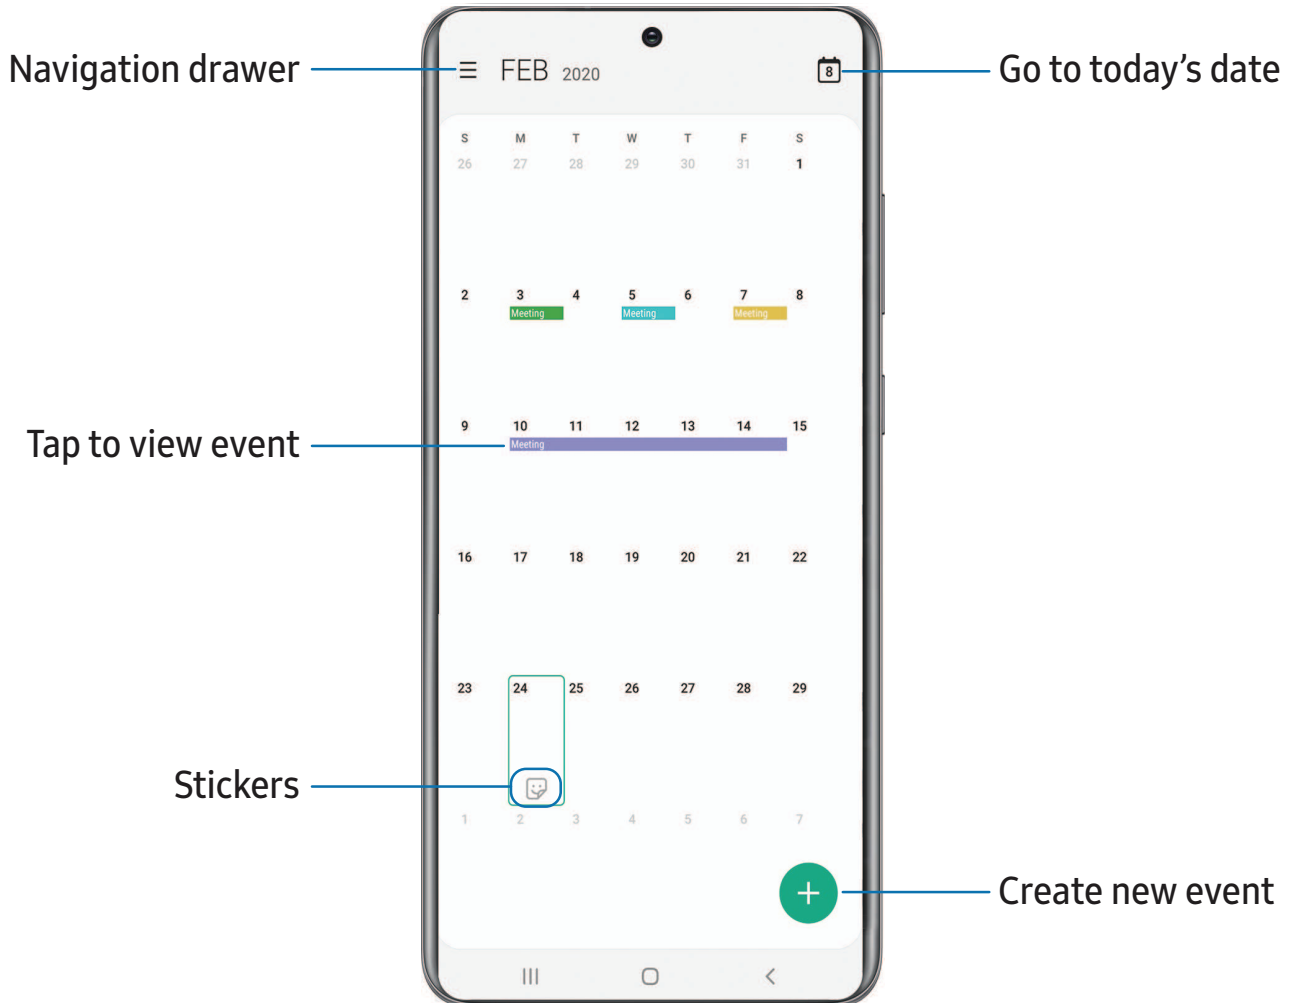 Navigation drawer
FEB 2020
8
Go to today's date
S M T W T F S
26 27 28 29 30 31 1
2 3 4 5 6 7 8
Meeting Meeting Meeting
9 10 11 12 13 14 15
Tap to view event
Meeting
16 17 18 19 20 21 22
23 24 25 26 27 28 29
Stickers
1 2 3 4 5 6 7
Create new event